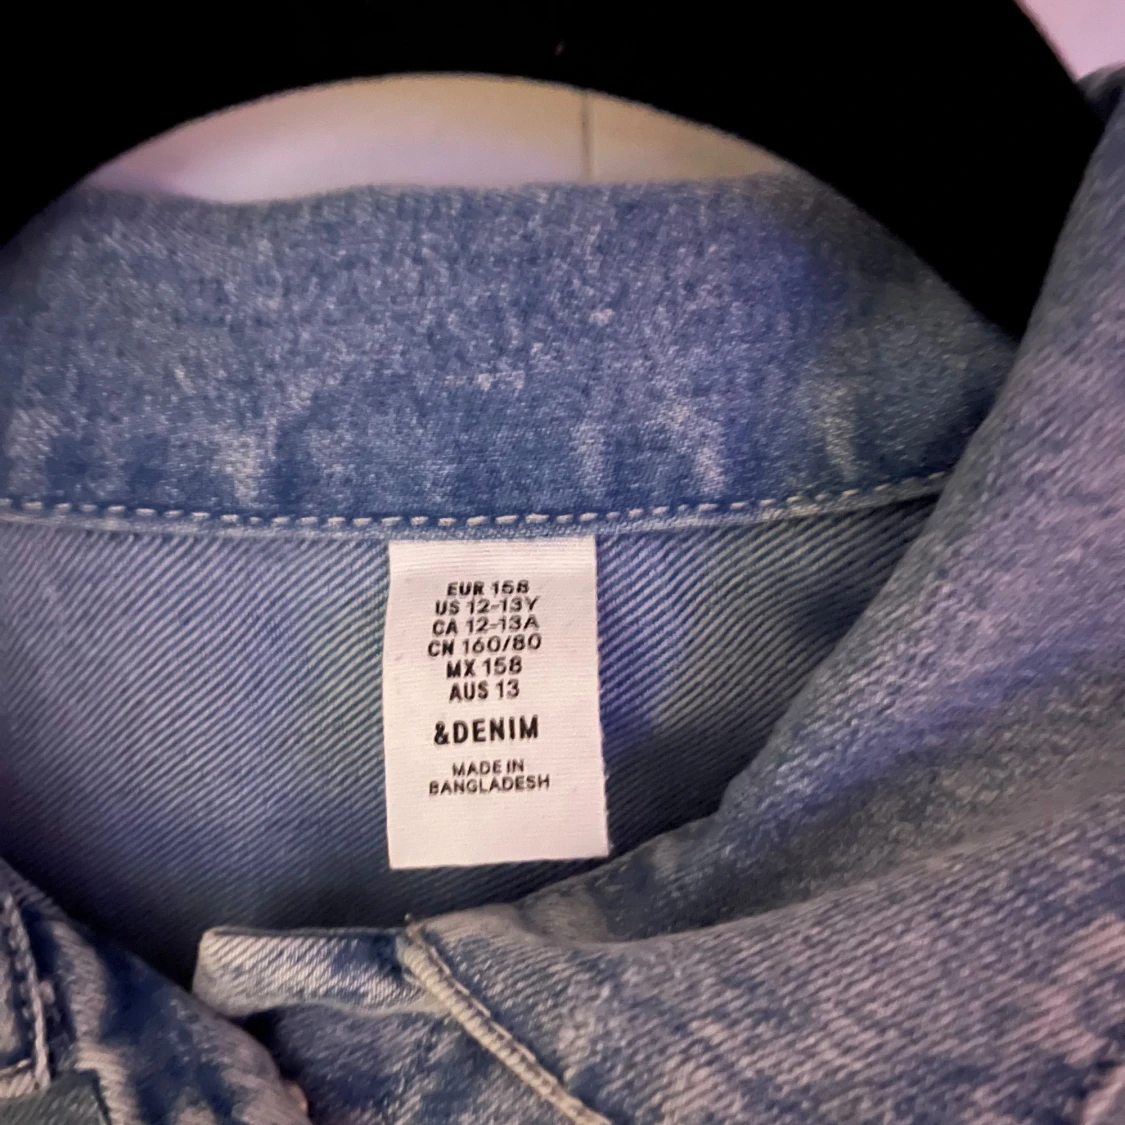 EUR 158
US 12-13Y
CA 12-13A
CN 160/80
MX 158
AUS 13
&DENIM
MADE IN
BANGLADESH